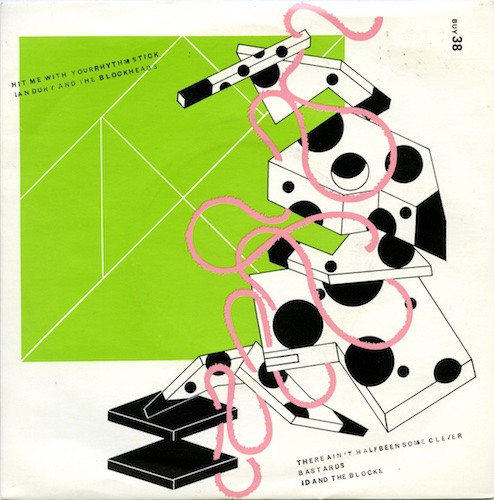 BUY 38
HIT ME WITH YOUR RHYTHM STICK
IAN DURY AND THE BLOCKHEADS
THERE AIN'T HALF BEEN SOME CLEVER
BASTARDS
ID AND THE BLOCKS